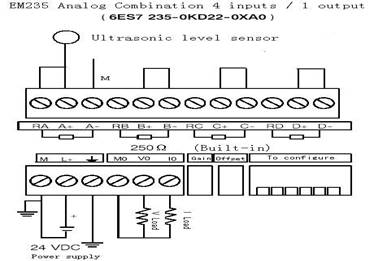 EM235 Analog Combination 4 inputs / 1 output
(6ES7 235-0KD22-0XA0)
Ultrasonic level sensor
M
RA A+ A- RB B+ B- RC C+ C- RD D+ D-
250Ω (Built-in)
M L+ M0 V0 I0 Gain Offset To configure
V Load
I Load
24 VDC
Power supply